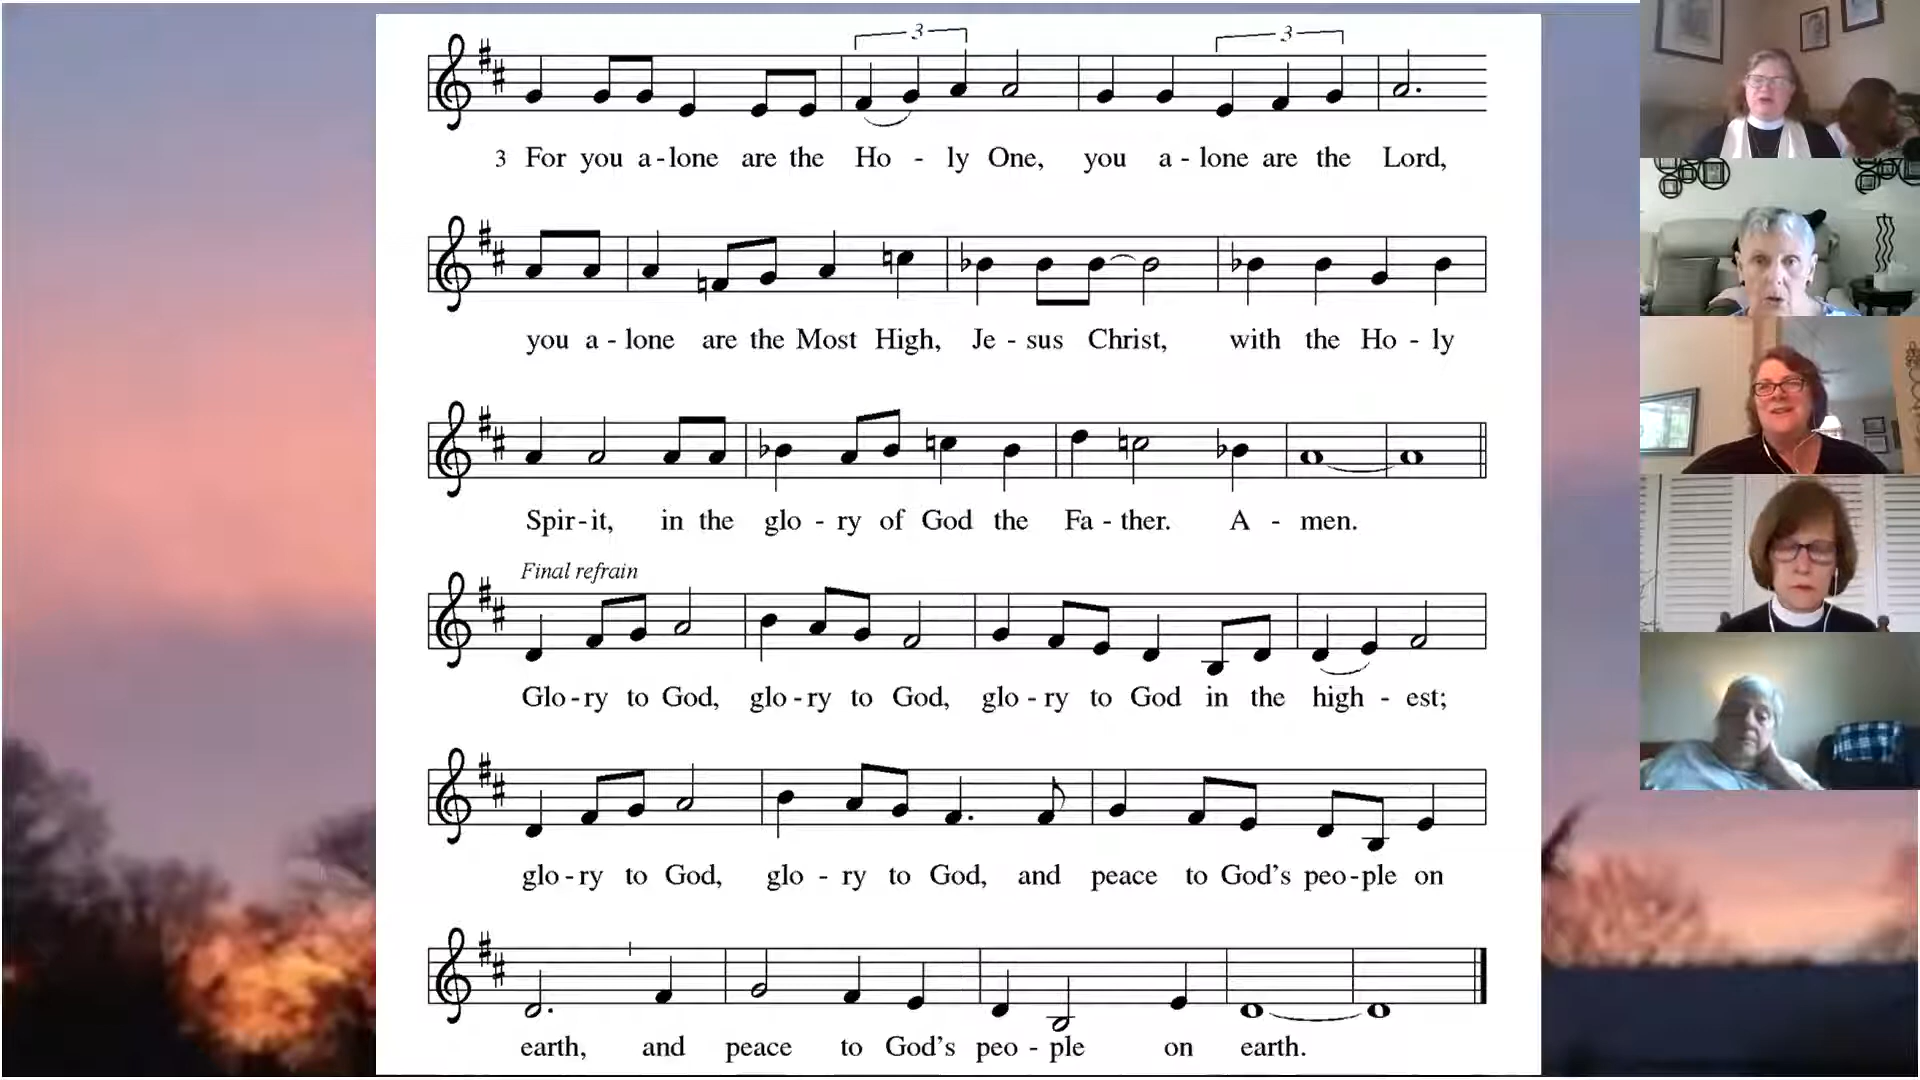 3
3
3 For you a - lone are the Ho - ly One, you a - lone are the Lord,
you a - lone are the Most High, Je - sus Christ, with the Ho - ly
Spir - it, in the glo - ry of God the Fa - ther. A - men.
Final refrain
Glo - ry to God, glo - ry to God, glo - ry to God in the high - est;
glo - ry to God, glo - ry to God, and peace to God’s peo - ple on
earth, and peace to God’s peo - ple on earth.